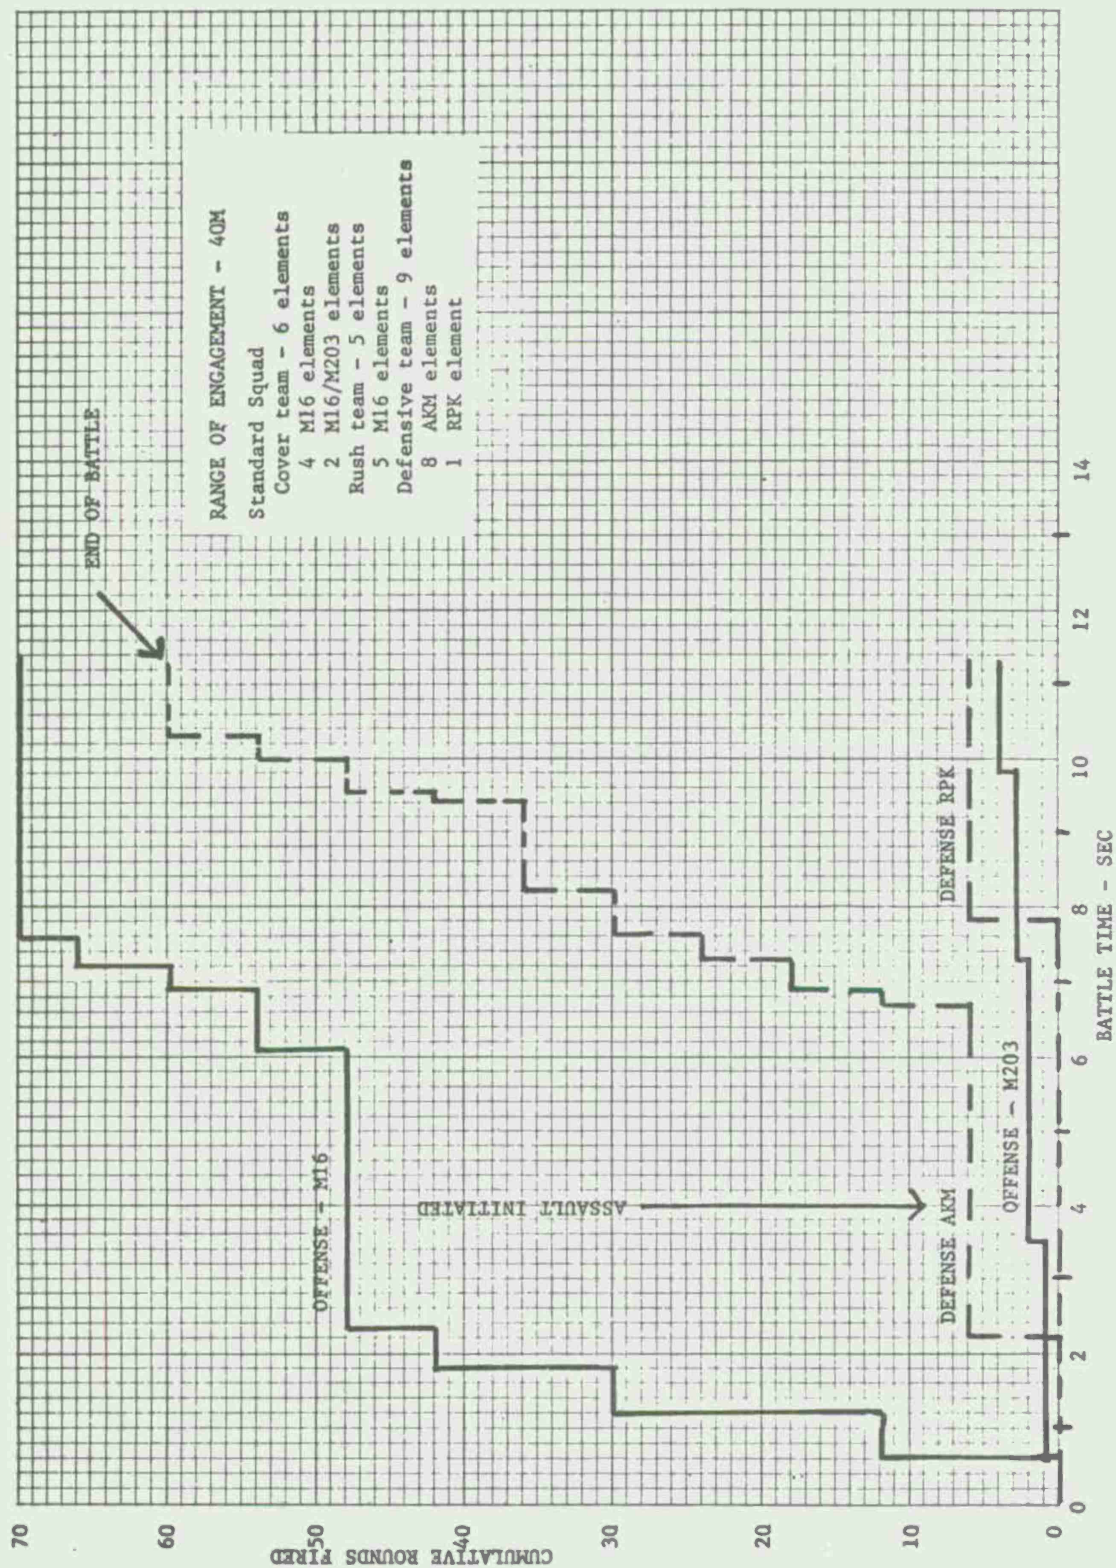 END OF BATTLE
RANGE OF ENGAGEMENT - 40M
Standard Squad
Cover team - 6 elements
4 M16 elements
2 M16/M203 elements
Rush team - 5 elements
5 M16 elements
Defensive team - 9 elements
8 AKM elements
1 RPK element
OFFENSE - M16
ASSAULT INITIATED
DEFENSE AKM
OFFENSE - M203
DEFENSE RPK
CUMULATIVE ROUNDS FIRED
70
60
50
40
30
20
10
0
0 2 4 6 8 10 12 14
BATTLE TIME - SEC